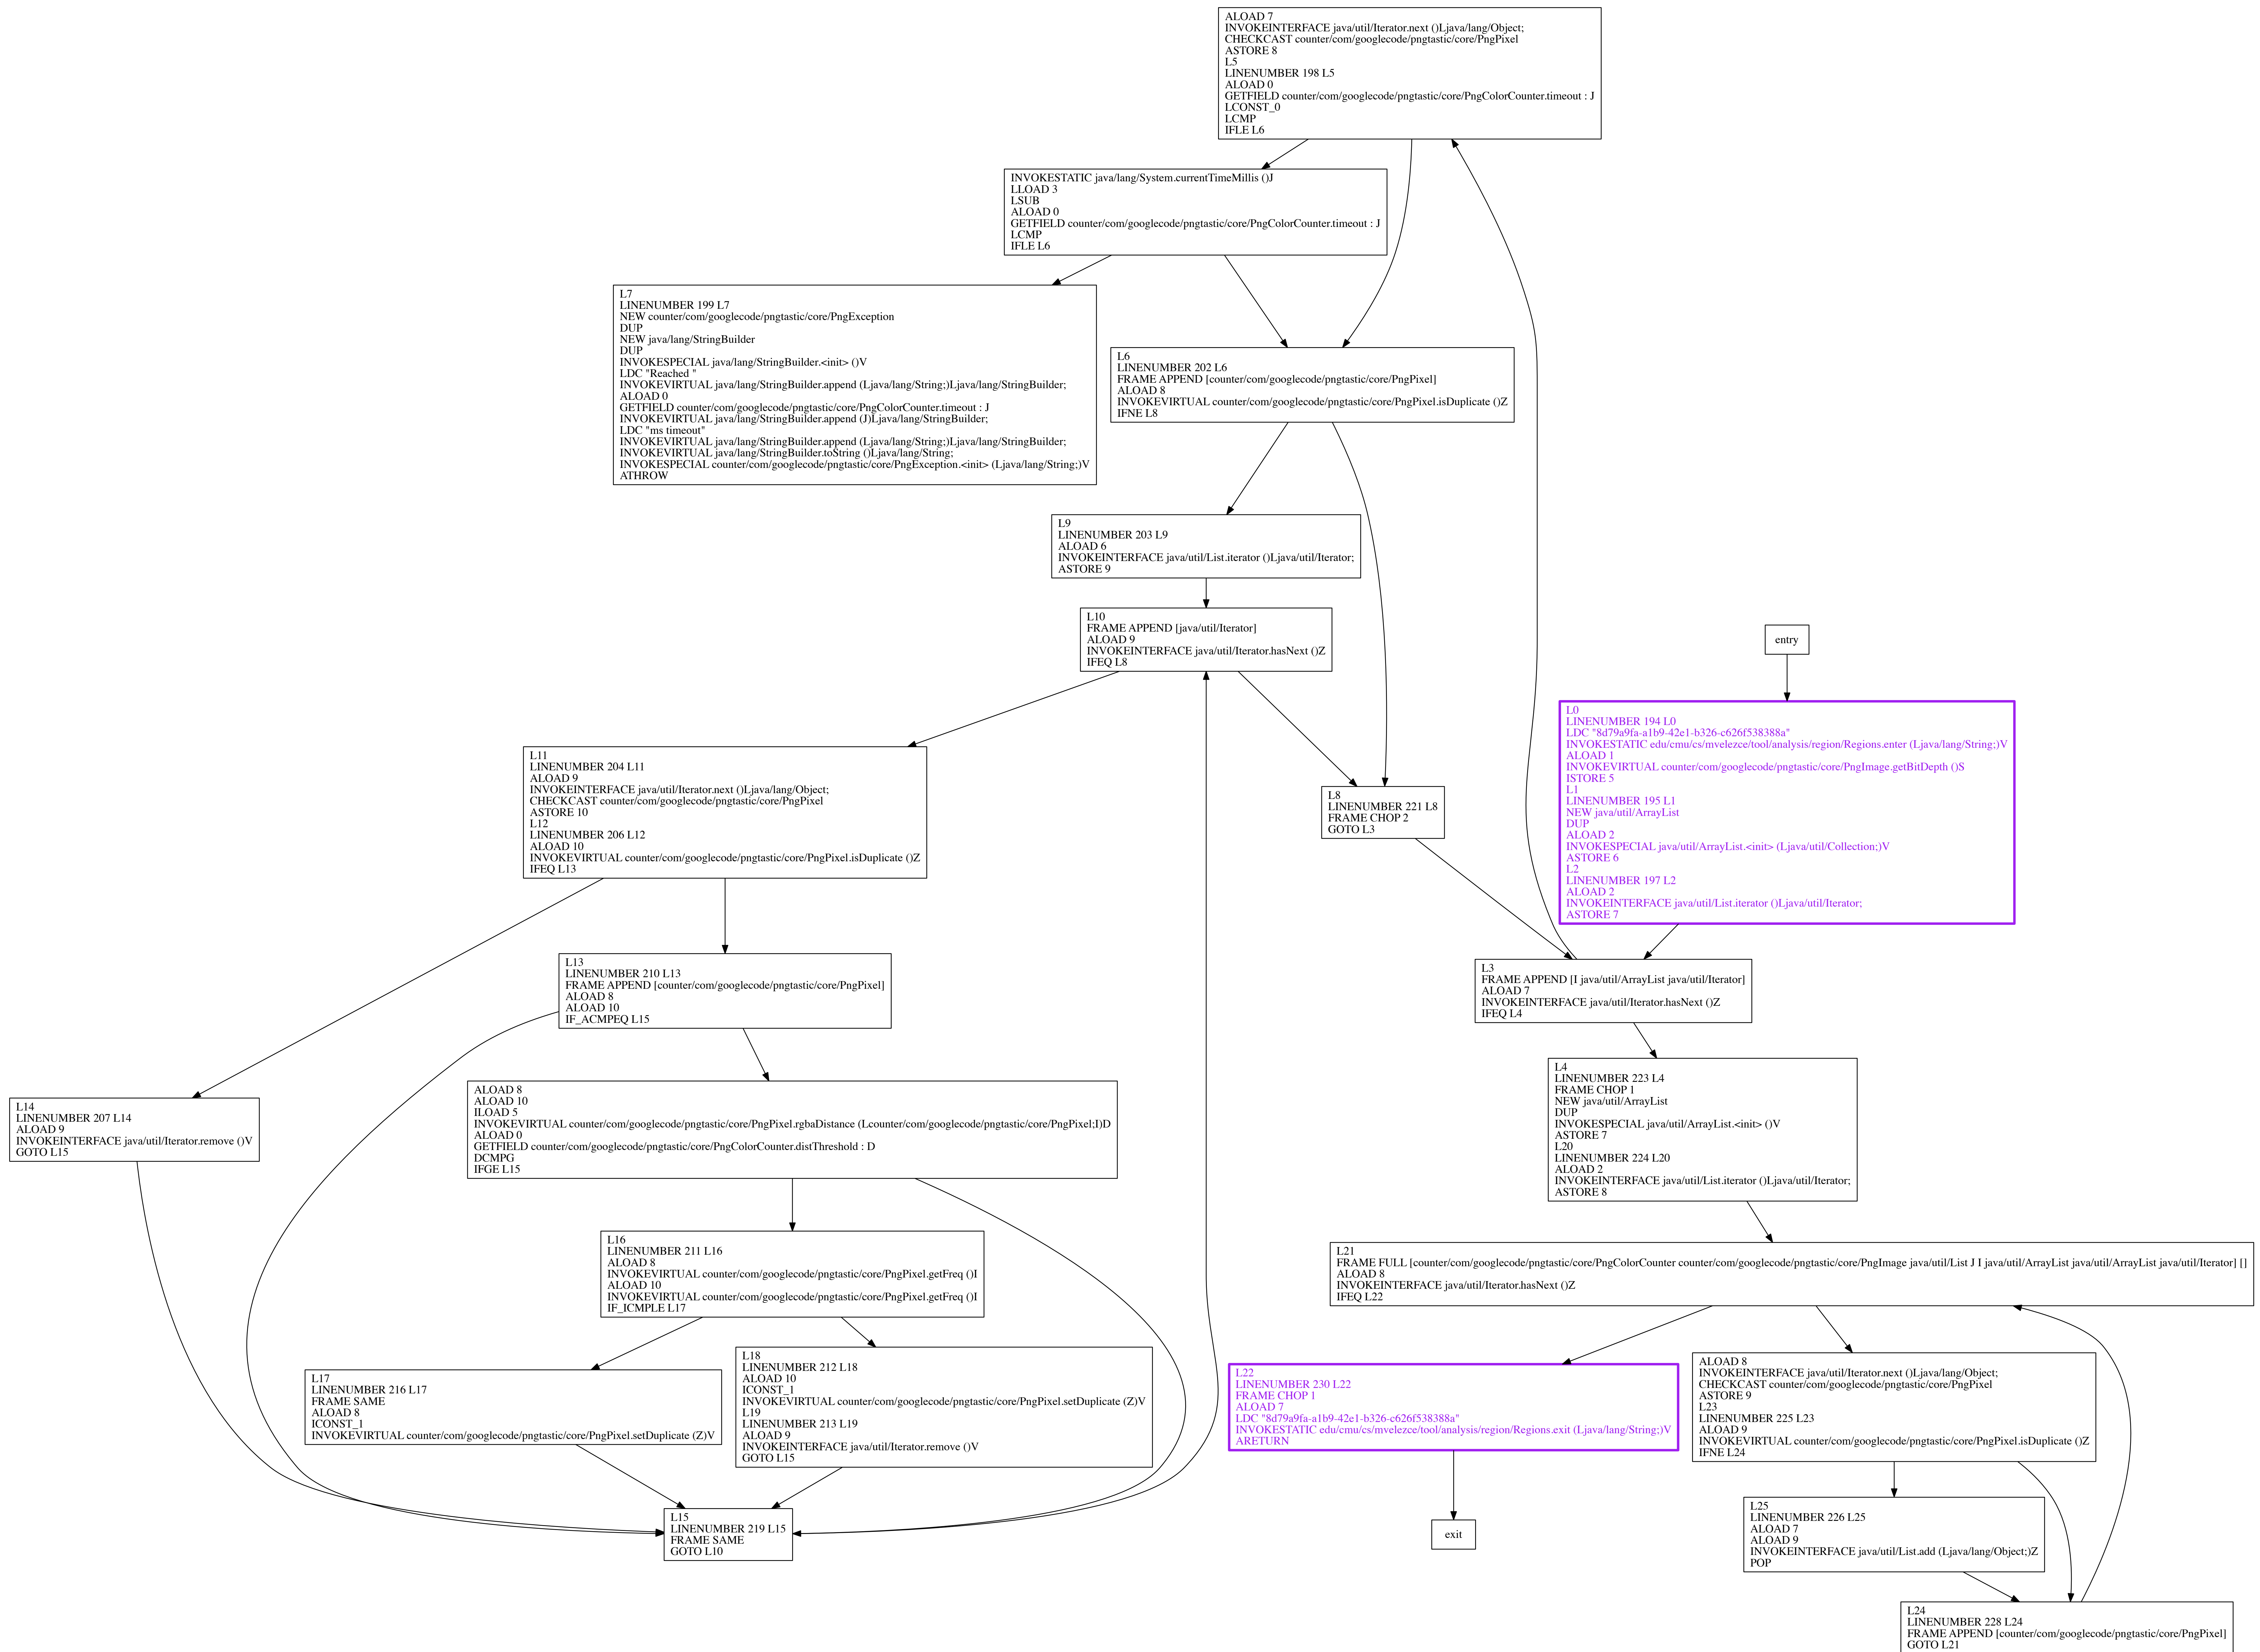 ALOAD 7
INVOKEINTERFACE java/util/Iterator.next ()Ljava/lang/Object;
CHECKCAST counter/com/googlecode/pngtastic/core/PngPixel
ASTORE 8
L5
LINENUMBER 198 L5
ALOAD 0
GETFIELD counter/com/googlecode/pngtastic/core/PngColorCounter.timeout : J
LCONST_0
LCMP
IFLE L6
INVOKESTATIC java/lang/System.currentTimeMillis ()J
LLOAD 3
LSUB
ALOAD 0
GETFIELD counter/com/googlecode/pngtastic/core/PngColorCounter.timeout : J
LCMP
IFLE L6
L7
LINENUMBER 199 L7
NEW counter/com/googlecode/pngtastic/core/PngException
DUP
NEW java/lang/StringBuilder
DUP
INVOKESPECIAL java/lang/StringBuilder.<init> ()V
LDC "Reached "
INVOKEVIRTUAL java/lang/StringBuilder.append (Ljava/lang/String;)Ljava/lang/StringBuilder;
ALOAD 0
GETFIELD counter/com/googlecode/pngtastic/core/PngColorCounter.timeout : J
INVOKEVIRTUAL java/lang/StringBuilder.append (J)Ljava/lang/StringBuilder;
LDC "ms timeout"
INVOKEVIRTUAL java/lang/StringBuilder.append (Ljava/lang/String;)Ljava/lang/StringBuilder;
INVOKEVIRTUAL java/lang/StringBuilder.toString ()Ljava/lang/String;
INVOKESPECIAL counter/com/googlecode/pngtastic/core/PngException.<init> (Ljava/lang/String;)V
ATHROW
L6
LINENUMBER 202 L6
FRAME APPEND [counter/com/googlecode/pngtastic/core/PngPixel]
ALOAD 8
INVOKEVIRTUAL counter/com/googlecode/pngtastic/core/PngPixel.isDuplicate ()Z
IFNE L8
L9
LINENUMBER 203 L9
ALOAD 6
INVOKEINTERFACE java/util/List.iterator ()Ljava/util/Iterator;
ASTORE 9
L10
FRAME APPEND [java/util/Iterator]
ALOAD 9
INVOKEINTERFACE java/util/Iterator.hasNext ()Z
IFEQ L8
entry
L0
LINENUMBER 194 L0
LDC "8d79a9fa-a1b9-42e1-b326-c626f538388a"
INVOKESTATIC edu/cmu/cs/mvelezce/tool/analysis/region/Regions.enter (Ljava/lang/String;)V
ALOAD 1
INVOKEVIRTUAL counter/com/googlecode/pngtastic/core/PngImage.getBitDepth ()S
ISTORE 5
L1
LINENUMBER 195 L1
NEW java/util/ArrayList
DUP
ALOAD 2
INVOKESPECIAL java/util/ArrayList.<init> (Ljava/util/Collection;)V
ASTORE 6
L2
LINENUMBER 197 L2
ALOAD 2
INVOKEINTERFACE java/util/List.iterator ()Ljava/util/Iterator;
ASTORE 7
L11
LINENUMBER 204 L11
ALOAD 9
INVOKEINTERFACE java/util/Iterator.next ()Ljava/lang/Object;
CHECKCAST counter/com/googlecode/pngtastic/core/PngPixel
ASTORE 10
L12
LINENUMBER 206 L12
ALOAD 10
INVOKEVIRTUAL counter/com/googlecode/pngtastic/core/PngPixel.isDuplicate ()Z
IFEQ L13
L8
LINENUMBER 221 L8
FRAME CHOP 2
GOTO L3
L13
LINENUMBER 210 L13
FRAME APPEND [counter/com/googlecode/pngtastic/core/PngPixel]
ALOAD 8
ALOAD 10
IF_ACMPEQ L15
L3
FRAME APPEND [I java/util/ArrayList java/util/Iterator]
ALOAD 7
INVOKEINTERFACE java/util/Iterator.hasNext ()Z
IFEQ L4
L14
LINENUMBER 207 L14
ALOAD 9
INVOKEINTERFACE java/util/Iterator.remove ()V
GOTO L15
ALOAD 8
ALOAD 10
ILOAD 5
INVOKEVIRTUAL counter/com/googlecode/pngtastic/core/PngPixel.rgbaDistance (Lcounter/com/googlecode/pngtastic/core/PngPixel;I)D
ALOAD 0
GETFIELD counter/com/googlecode/pngtastic/core/PngColorCounter.distThreshold : D
DCMPG
IFGE L15
L4
LINENUMBER 223 L4
FRAME CHOP 1
NEW java/util/ArrayList
DUP
INVOKESPECIAL java/util/ArrayList.<init> ()V
ASTORE 7
L20
LINENUMBER 224 L20
ALOAD 2
INVOKEINTERFACE java/util/List.iterator ()Ljava/util/Iterator;
ASTORE 8
L16
LINENUMBER 211 L16
ALOAD 8
INVOKEVIRTUAL counter/com/googlecode/pngtastic/core/PngPixel.getFreq ()I
ALOAD 10
INVOKEVIRTUAL counter/com/googlecode/pngtastic/core/PngPixel.getFreq ()I
IF_ICMPLE L17
L21
FRAME FULL [counter/com/googlecode/pngtastic/core/PngColorCounter counter/com/googlecode/pngtastic/core/PngImage java/util/List J I java/util/ArrayList java/util/ArrayList java/util/Iterator] []
ALOAD 8
INVOKEINTERFACE java/util/Iterator.hasNext ()Z
IFEQ L22
L17
LINENUMBER 216 L17
FRAME SAME
ALOAD 8
ICONST_1
INVOKEVIRTUAL counter/com/googlecode/pngtastic/core/PngPixel.setDuplicate (Z)V
L18
LINENUMBER 212 L18
ALOAD 10
ICONST_1
INVOKEVIRTUAL counter/com/googlecode/pngtastic/core/PngPixel.setDuplicate (Z)V
L19
LINENUMBER 213 L19
ALOAD 9
INVOKEINTERFACE java/util/Iterator.remove ()V
GOTO L15
L22
LINENUMBER 230 L22
FRAME CHOP 1
ALOAD 7
LDC "8d79a9fa-a1b9-42e1-b326-c626f538388a"
INVOKESTATIC edu/cmu/cs/mvelezce/tool/analysis/region/Regions.exit (Ljava/lang/String;)V
ARETURN
ALOAD 8
INVOKEINTERFACE java/util/Iterator.next ()Ljava/lang/Object;
CHECKCAST counter/com/googlecode/pngtastic/core/PngPixel
ASTORE 9
L23
LINENUMBER 225 L23
ALOAD 9
INVOKEVIRTUAL counter/com/googlecode/pngtastic/core/PngPixel.isDuplicate ()Z
IFNE L24
L15
LINENUMBER 219 L15
FRAME SAME
GOTO L10
exit
L25
LINENUMBER 226 L25
ALOAD 7
ALOAD 9
INVOKEINTERFACE java/util/List.add (Ljava/lang/Object;)Z
POP
L24
LINENUMBER 228 L24
FRAME APPEND [counter/com/googlecode/pngtastic/core/PngPixel]
GOTO L21